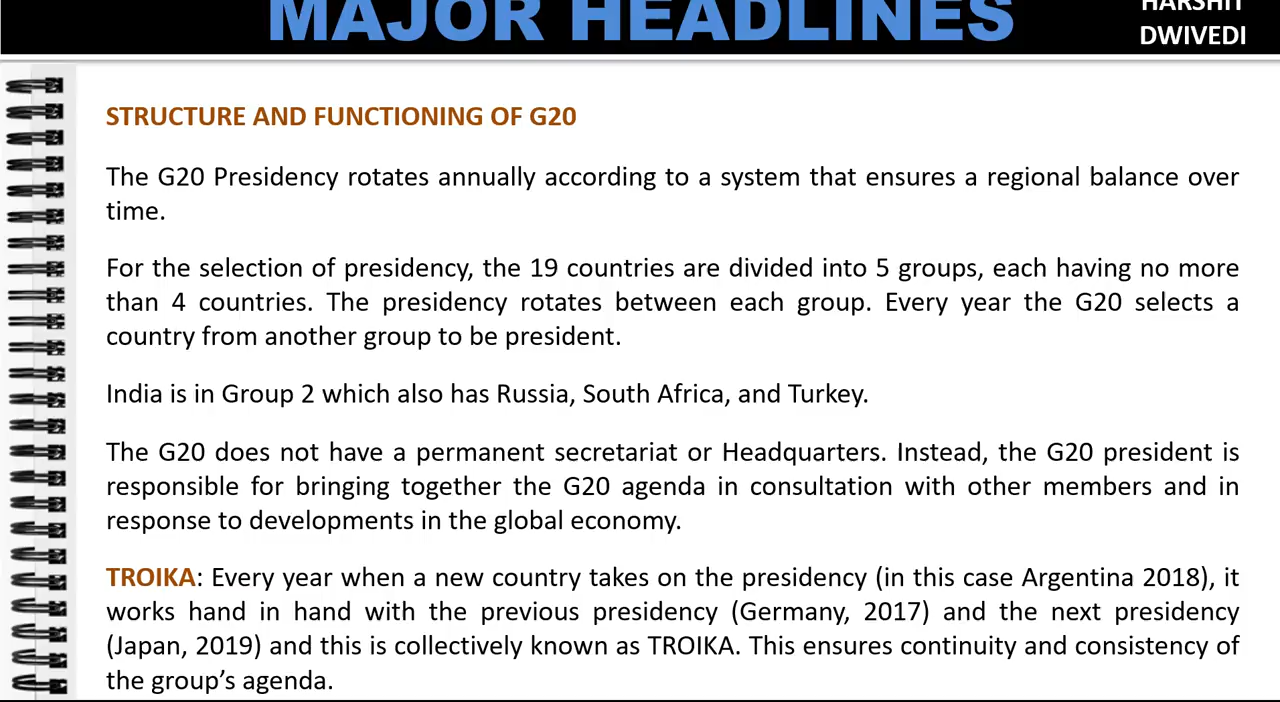 MAJOR HEADLINES
HARSHIT
DWIVEDI
STRUCTURE AND FUNCTIONING OF G20
The G20 Presidency rotates annually according to a system that ensures a regional balance over
time.
For the selection of presidency, the 19 countries are divided into 5 groups, each having no more
than 4 countries. The presidency rotates between each group. Every year the G20 selects a
country from another group to be president.
India is in Group 2 which also has Russia, South Africa, and Turkey.
The G20 does not have a permanent secretariat or Headquarters. Instead, the G20 president is
responsible for bringing together the G20 agenda in consultation with other members and in
response to developments in the global economy.
TROIKA: Every year when a new country takes on the presidency (in this case Argentina 2018), it
works hand in hand with the previous presidency (Germany, 2017) and the next presidency
(Japan, 2019) and this is collectively known as TROIKA. This ensures continuity and consistency of
the group’s agenda.